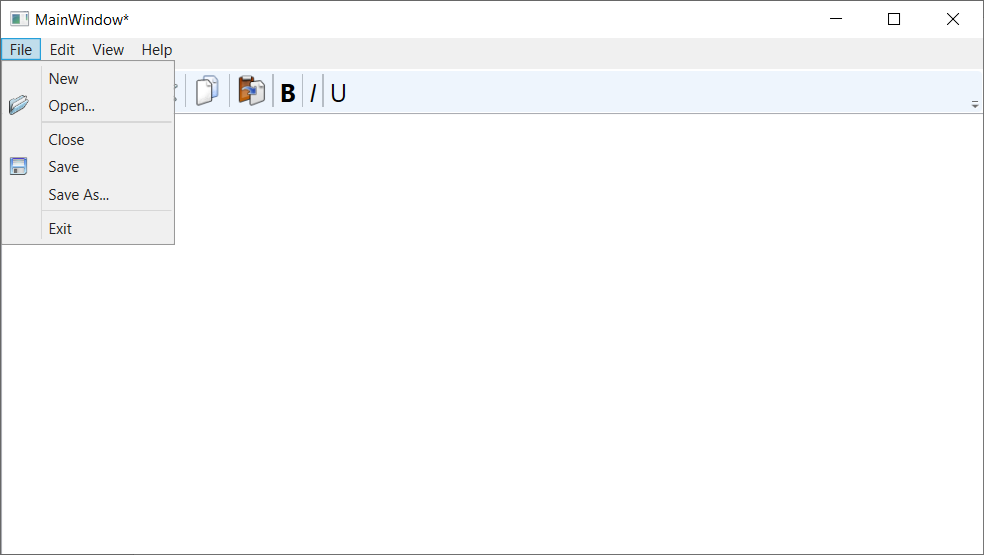 MainWindow*
File Edit View Help
B I U
New
Open...
Close
Save
Save As...
Exit